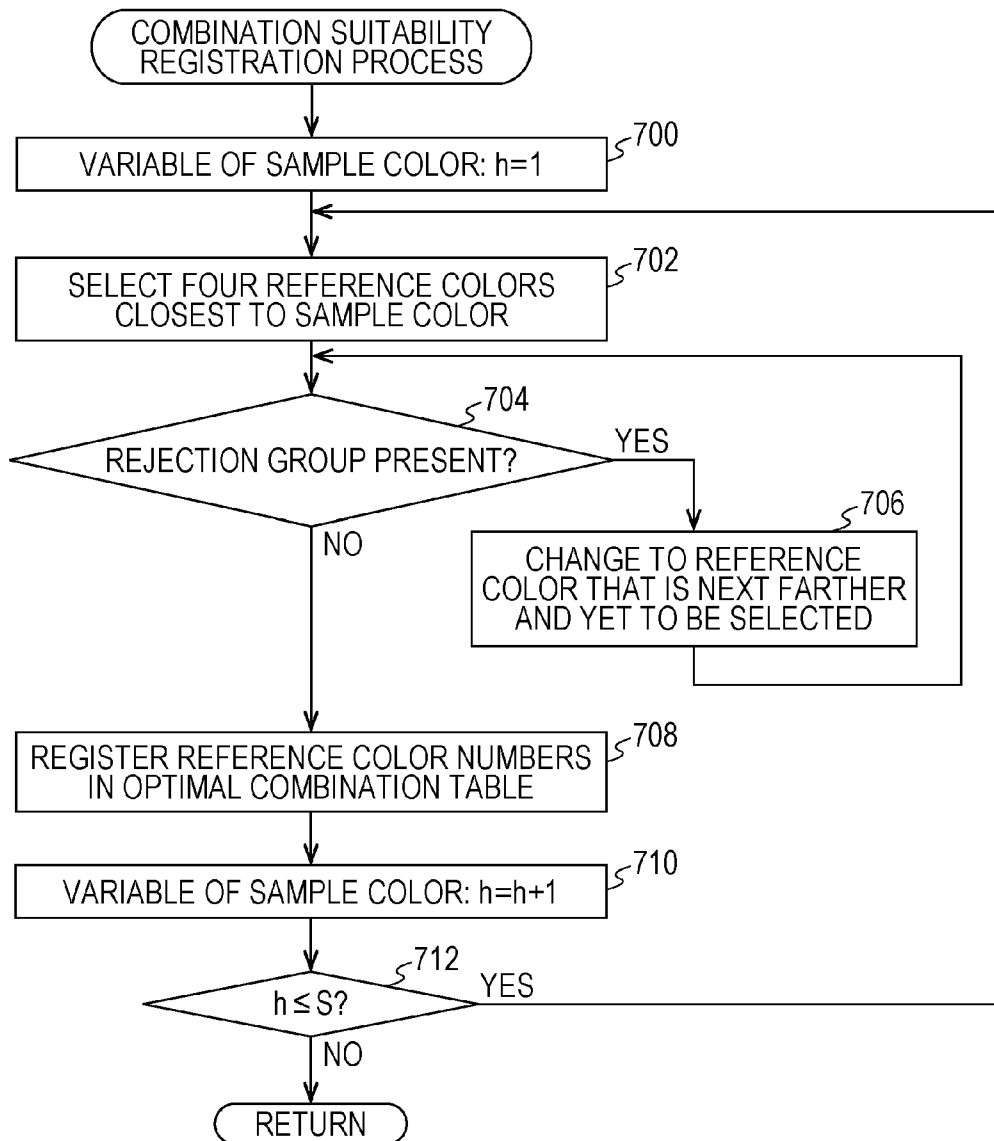 COMBINATION SUITABILITY
REGISTRATION PROCESS
700
VARIABLE OF SAMPLE COLOR: h=1
702
SELECT FOUR REFERENCE COLORS
CLOSEST TO SAMPLE COLOR
704
REJECTION GROUP PRESENT?
YES
NO
706
CHANGE TO REFERENCE
COLOR THAT IS NEXT FARTHER
AND YET TO BE SELECTED
708
REGISTER REFERENCE COLOR NUMBERS
IN OPTIMAL COMBINATION TABLE
710
VARIABLE OF SAMPLE COLOR: h=h+1
712
h ≤ S?
YES
NO
RETURN